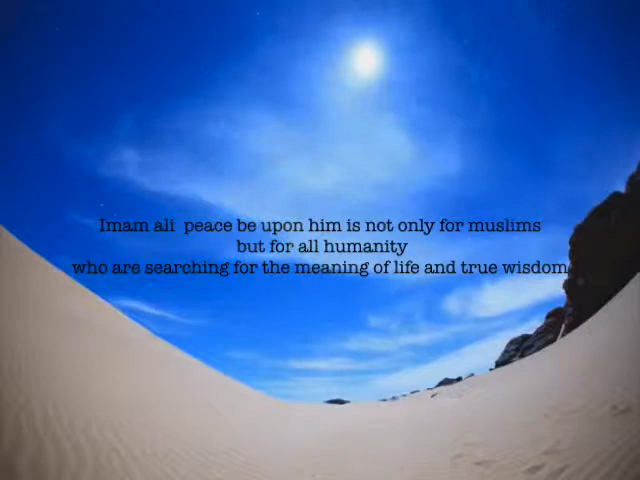 Imam ali  peace be upon him is not only for muslims
but for all humanity
who are searching for the meaning of life and true wisdom